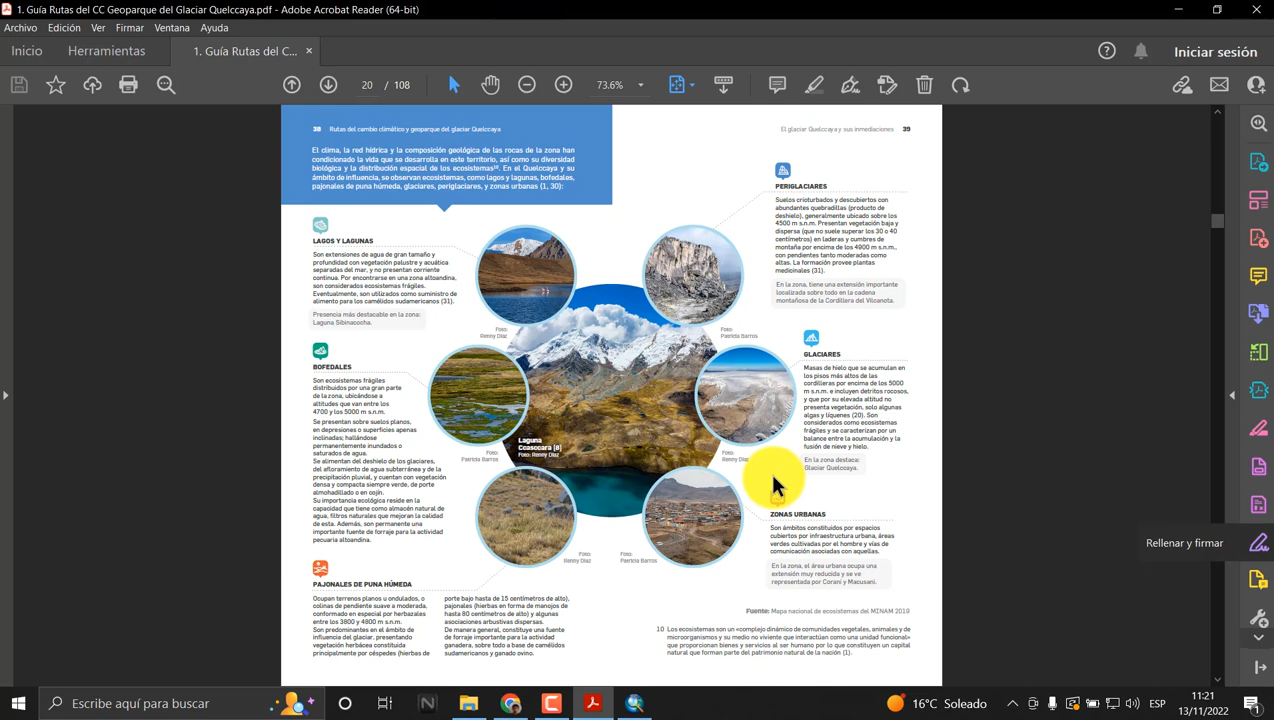 1. Guía Rutas del CC Geoparque del Glaciar Quelccaya.pdf - Adobe Acrobat Reader (64-bit)
Archivo Edición Ver Firmar Ventana Ayuda
Inicio Herramientas 1. Guía Rutas del C... × Iniciar sesión
20 / 108 73.6%
38 Rutas del cambio climático y geoparque del glaciar Quelccaya
El glaciar Quelccaya y sus inmediaciones 39
El clima, la red hídrica y la composición geológica de las rocas de la zona han
condicionado la vida que se desarrolla en este territorio, así como su diversidad
biológica y la distribución espacial de los ecosistemas¹⁰. En el Quelccaya y su
ámbito de influencia, se observan ecosistemas, como lagos y lagunas, bofedales,
pajonales de puna húmeda, glaciares, periglaciares, y zonas urbanas (1, 30):
LAGOS Y LAGUNAS
Son extensiones de agua de gran tamaño y
profundidad con vegetación palustre y acuática
separadas del mar, y no presentan corriente
continua. Por encontrarse en una zona altoandina,
son considerados ecosistemas frágiles.
Eventualmente, son utilizados como suministro de
alimento para los camélidos sudamericanos (31).
Presencia más destacable en la zona:
Laguna Sibinacocha.
Foto:
Renny Díaz
BOFEDALES
Son ecosistemas frágiles
distribuidos por una gran parte
de la zona, ubicándose a
altitudes que van entre los
4700 y los 5000 m s.n.m.
Se presentan sobre suelos planos,
en depresiones o superficies apenas
inclinadas; hallándose
permanentemente inundados o
saturados de agua.
Se alimentan del deshielo de los glaciares,
del afloramiento de agua subterránea y de la
precipitación pluvial, y cuentan con vegetación
densa y compacta siempre verde, de porte
almohadillado o en cojín.
Su importancia ecológica reside en la
capacidad que tiene como almacén natural de
agua, filtros naturales que mejoran la calidad
de esta. Además, son permanente una
importante fuente de forraje para la actividad
pecuaria altoandina.
Foto:
Patricia Barros
PAJONALES DE PUNA HÚMEDA
Ocupan terrenos planos u ondulados, o
colinas de pendiente suave a moderada,
conformado en especial por herbazales
entre los 3800 y 4800 m s.n.m.
Son predominantes en el ámbito de
influencia del glaciar, presentando
vegetación herbácea constituida
principalmente por céspedes (hierbas de
porte bajo hasta de 15 centímetros de alto),
pajonales (hierbas en forma de manojos de
hasta 80 centímetros de alto) y algunas
asociaciones arbustivas dispersas.
De manera general, constituye una fuente
de forraje importante para la actividad
ganadera, sobre todo a base de camélidos
sudamericanos y ganado ovino.
Foto:
Renny Díaz
Laguna
Ccasccara [8]
Foto: Renny Díaz
PERIGLACIARES
Suelos crioturbados y descubiertos con
abundantes quebradillas (producto de
deshielo), generalmente ubicado sobre los
4500 m s.n.m. Presentan vegetación baja y
dispersa (que no suele superar los 30 o 40
centímetros) en laderas y cumbres de
montaña por encima de los 4900 m s.n.m.,
con pendientes tanto moderadas como
altas. La formación provee plantas
medicinales (31).
En la zona, tiene una extensión importante
localizada sobre todo en la cadena
montañosa de la Cordillera del Vilcanota.
Foto:
Patricia Barros
GLACIARES
Masas de hielo que se acumulan en
los pisos más altos de las
cordilleras por encima de los 5000
m s.n.m. e incluyen detritos rocosos,
y que por su elevada altitud no
presenta vegetación, solo algunas
algas y líquenes (20). Son
considerados como ecosistemas
frágiles y se caracterizan por un
balance entre la acumulación y la
fusión de nieve y hielo.
En la zona destaca:
Glaciar Quelccaya.
Foto:
Renny Díaz
ZONAS URBANAS
Son ámbitos constituidos por espacios
cubiertos por infraestructura urbana, áreas
verdes cultivadas por el hombre y vías de
comunicación asociadas con aquellas.
En la zona, el área urbana ocupa una
extensión muy reducida y se ve
representada por Corani y Macusani.
Foto:
Patricia Barros
Fuente: Mapa nacional de ecosistemas del MINAM 2019
10 Los ecosistemas son un «complejo dinámico de comunidades vegetales, animales y de
microorganismos y su medio no viviente que interactúan como una unidad funcional»
que proporcionan bienes y servicios al ser humano por lo que constituyen un capital
natural que forman parte del patrimonio natural de la nación (1).
Rellenar y firmar
Escribe aquí para buscar
16°C Soleado
ESP
11:21
13/11/2022